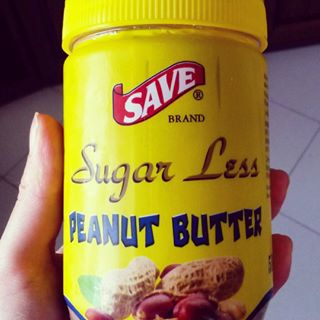 SAVE ®
BRAND
Sugar Less
PEANUT BUTTER